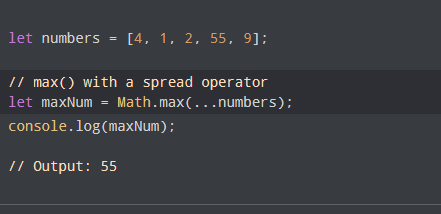 let numbers = [4, 1, 2, 55, 9];
// max() with a spread operator
let maxNum = Math.max(...numbers);
console.log(maxNum);
// Output: 55